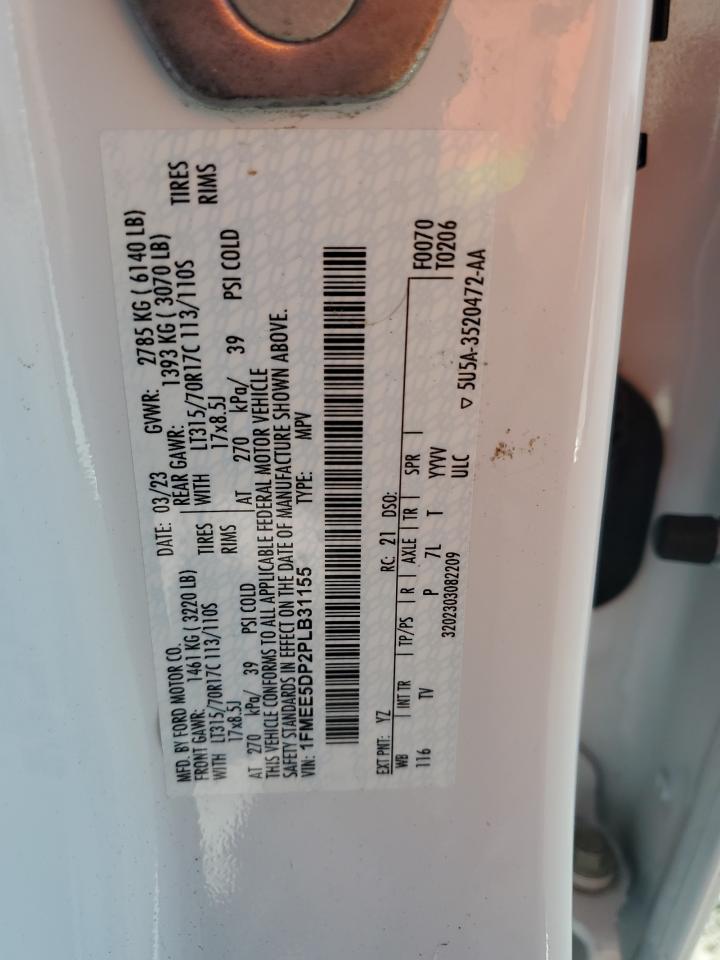 MFD. BY FORD MOTOR CO.
DATE: 03/23 GVWR: 2785 KG ( 6140 LB)
FRONT GAWR: 1461 KG ( 3220 LB)
REAR GAWR: 1393 KG ( 3070 LB)
WITH LT315/70R17C 113/110S TIRES
WITH LT315/70R17C 113/110S TIRES
17x8.5J RIMS
17x8.5J RIMS
AT 270 kPa/ 39 PSI COLD
AT 270 kPa/ 39 PSI COLD
THIS VEHICLE CONFORMS TO ALL APPLICABLE FEDERAL MOTOR VEHICLE
SAFETY STANDARDS IN EFFECT ON THE DATE OF MANUFACTURE SHOWN ABOVE.
VIN: 1FMEE5DP2PLB31155 TYPE: MPV
EXT PNT: YZ RC: 21 DSO:
WB INT TR TP/PS R AXLE TR SPR F0070
116 TV P 7L T YYVV T0206
3202303082209 ULC ▽ 5U5A-3520472-AA